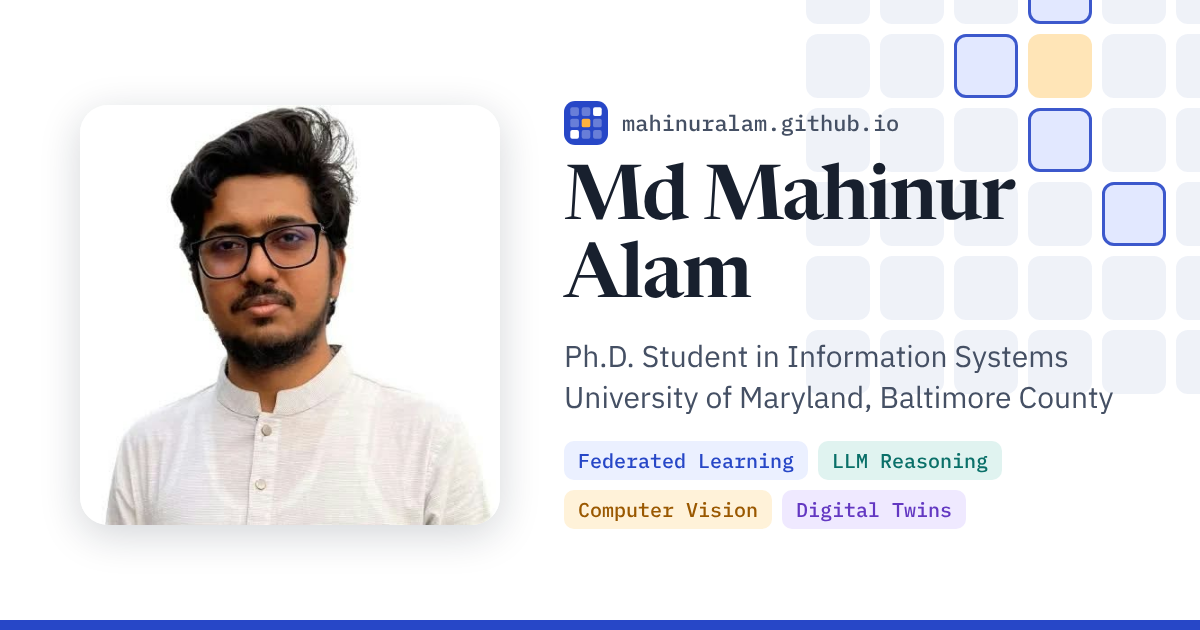 mahinuralam.github.io
Md Mahinur
Alam
Ph.D. Student in Information Systems
University of Maryland, Baltimore County
Federated Learning LLM Reasoning
Computer Vision Digital Twins